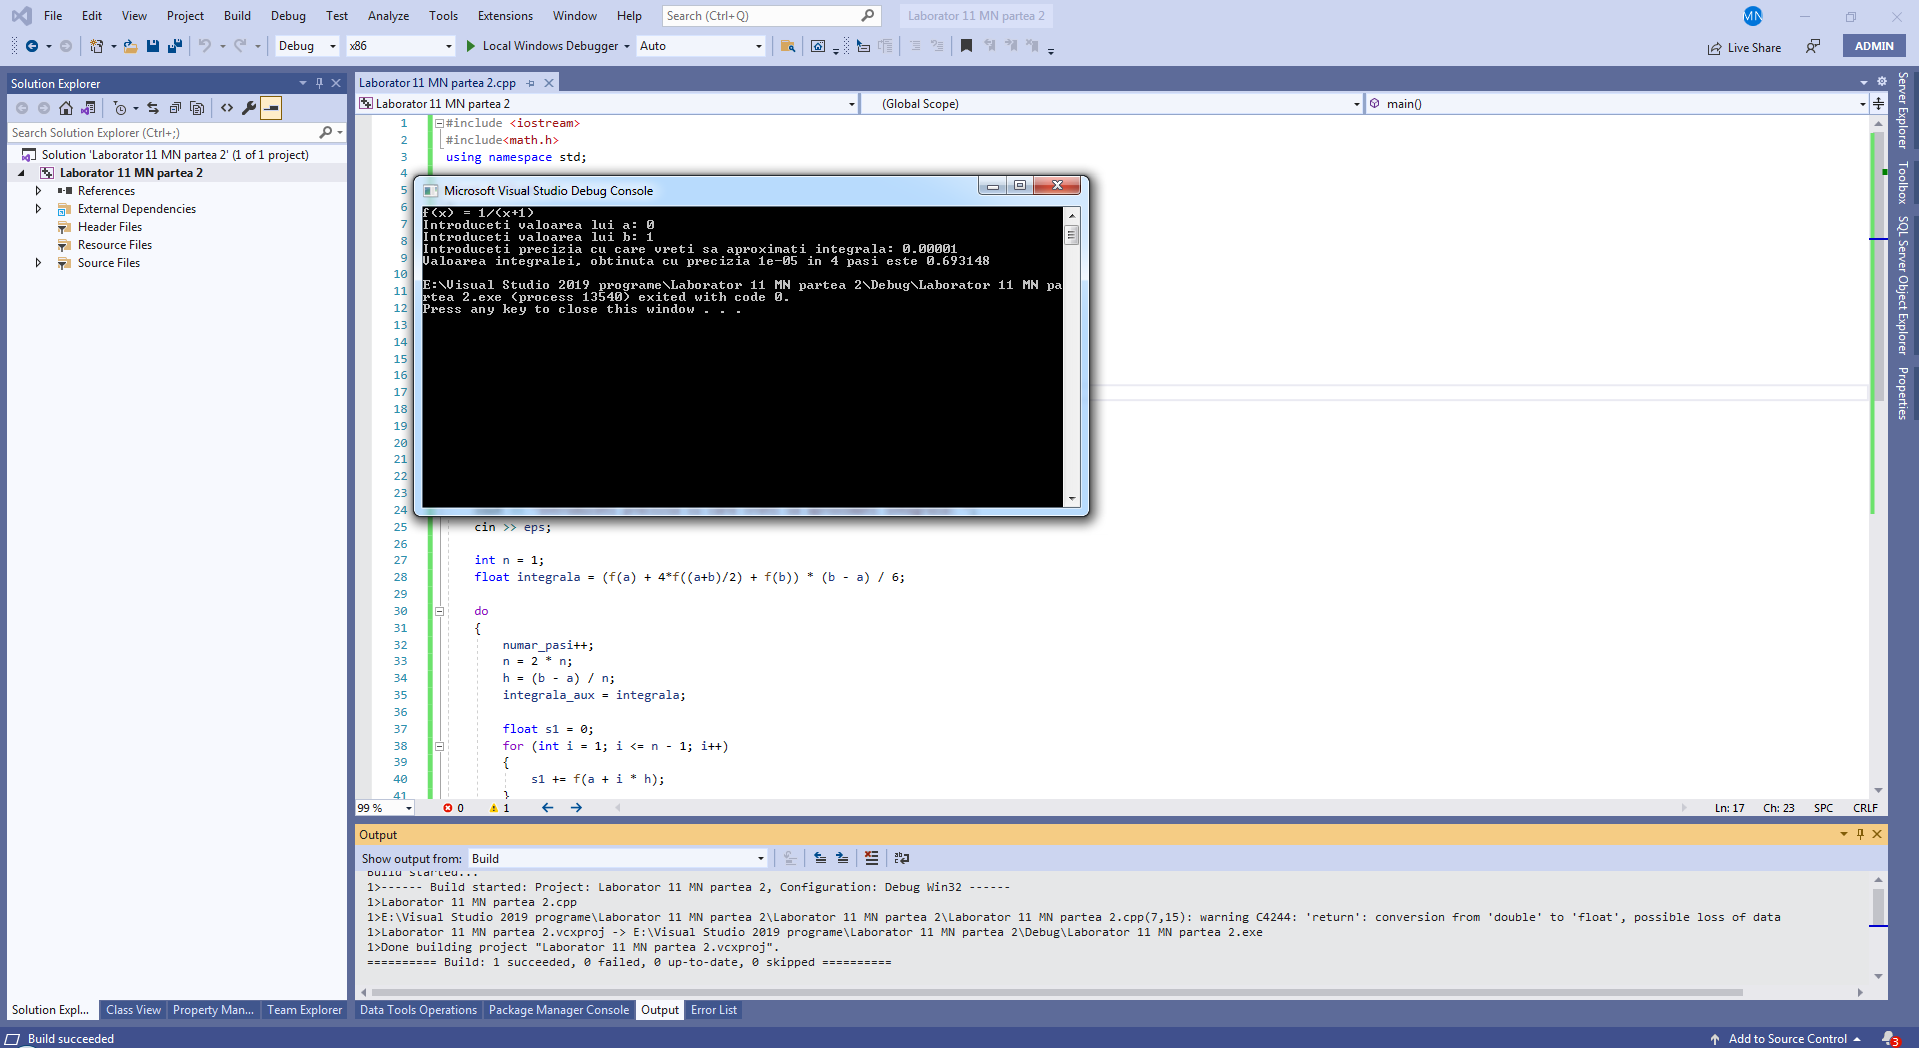 File Edit View Project Build Debug Test Analyze Tools Extensions Window Help Search (Ctrl+Q) Laborator 11 MN partea 2 MN
Debug x86 Local Windows Debugger Auto Live Share ADMIN
Solution Explorer
Search Solution Explorer (Ctrl+;)
Solution 'Laborator 11 MN partea 2' (1 of 1 project)
Laborator 11 MN partea 2
References
External Dependencies
Header Files
Resource Files
Source Files
Laborator 11 MN partea 2.cpp
Laborator 11 MN partea 2 (Global Scope) main()
1 #include <iostream>
2 #include<math.h>
3 using namespace std;
4
5
6
7
8
9
10
11
12
13
14
15
16
17
18
19
20
21
22
23
24
Microsoft Visual Studio Debug Console
f(x) = 1/(x+1)
Introduceti valoarea lui a: 0
Introduceti valoarea lui b: 1
Introduceti precizia cu care vreti sa aproximati integrala: 0.00001
Valoarea integralei, obtinuta cu precizia 1e-05 in 4 pasi este 0.693148
E:\Visual Studio 2019 programe\Laborator 11 MN partea 2\Debug\Laborator 11 MN pa
rtea 2.exe (process 13540) exited with code 0.
Press any key to close this window . . .
25 cin >> eps;
26
27 int n = 1;
28 float integrala = (f(a) + 4*f((a+b)/2) + f(b)) * (b - a) / 6;
29
30 do
31 {
32 numar_pasi++;
33 n = 2 * n;
34 h = (b - a) / n;
35 integrala_aux = integrala;
36
37 float s1 = 0;
38 for (int i = 1; i <= n - 1; i++)
39 {
40 s1 += f(a + i * h);
41 }
99 % 0 1 Ln: 17 Ch: 23 SPC CRLF
Output
Show output from: Build
Build started...
1>------ Build started: Project: Laborator 11 MN partea 2, Configuration: Debug Win32 ------
1>Laborator 11 MN partea 2.cpp
1>E:\Visual Studio 2019 programe\Laborator 11 MN partea 2\Laborator 11 MN partea 2\Laborator 11 MN partea 2.cpp(7,15): warning C4244: 'return': conversion from 'double' to 'float', possible loss of data
1>Laborator 11 MN partea 2.vcxproj -> E:\Visual Studio 2019 programe\Laborator 11 MN partea 2\Debug\Laborator 11 MN partea 2.exe
1>Done building project "Laborator 11 MN partea 2.vcxproj".
========== Build: 1 succeeded, 0 failed, 0 up-to-date, 0 skipped ==========
Solution Expl... Class View Property Man... Team Explorer Data Tools Operations Package Manager Console Output Error List
Build succeeded Add to Source Control 3
Server Explorer
Toolbox
SQL Server Object Explorer
Properties